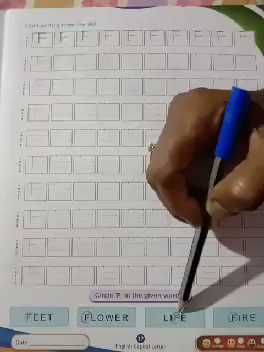 Start writing from the dot
F F F F F F F F F
Circle 'F' in the given words
FEET FLOWER LIFE FIRE
Date
English Capital Letter